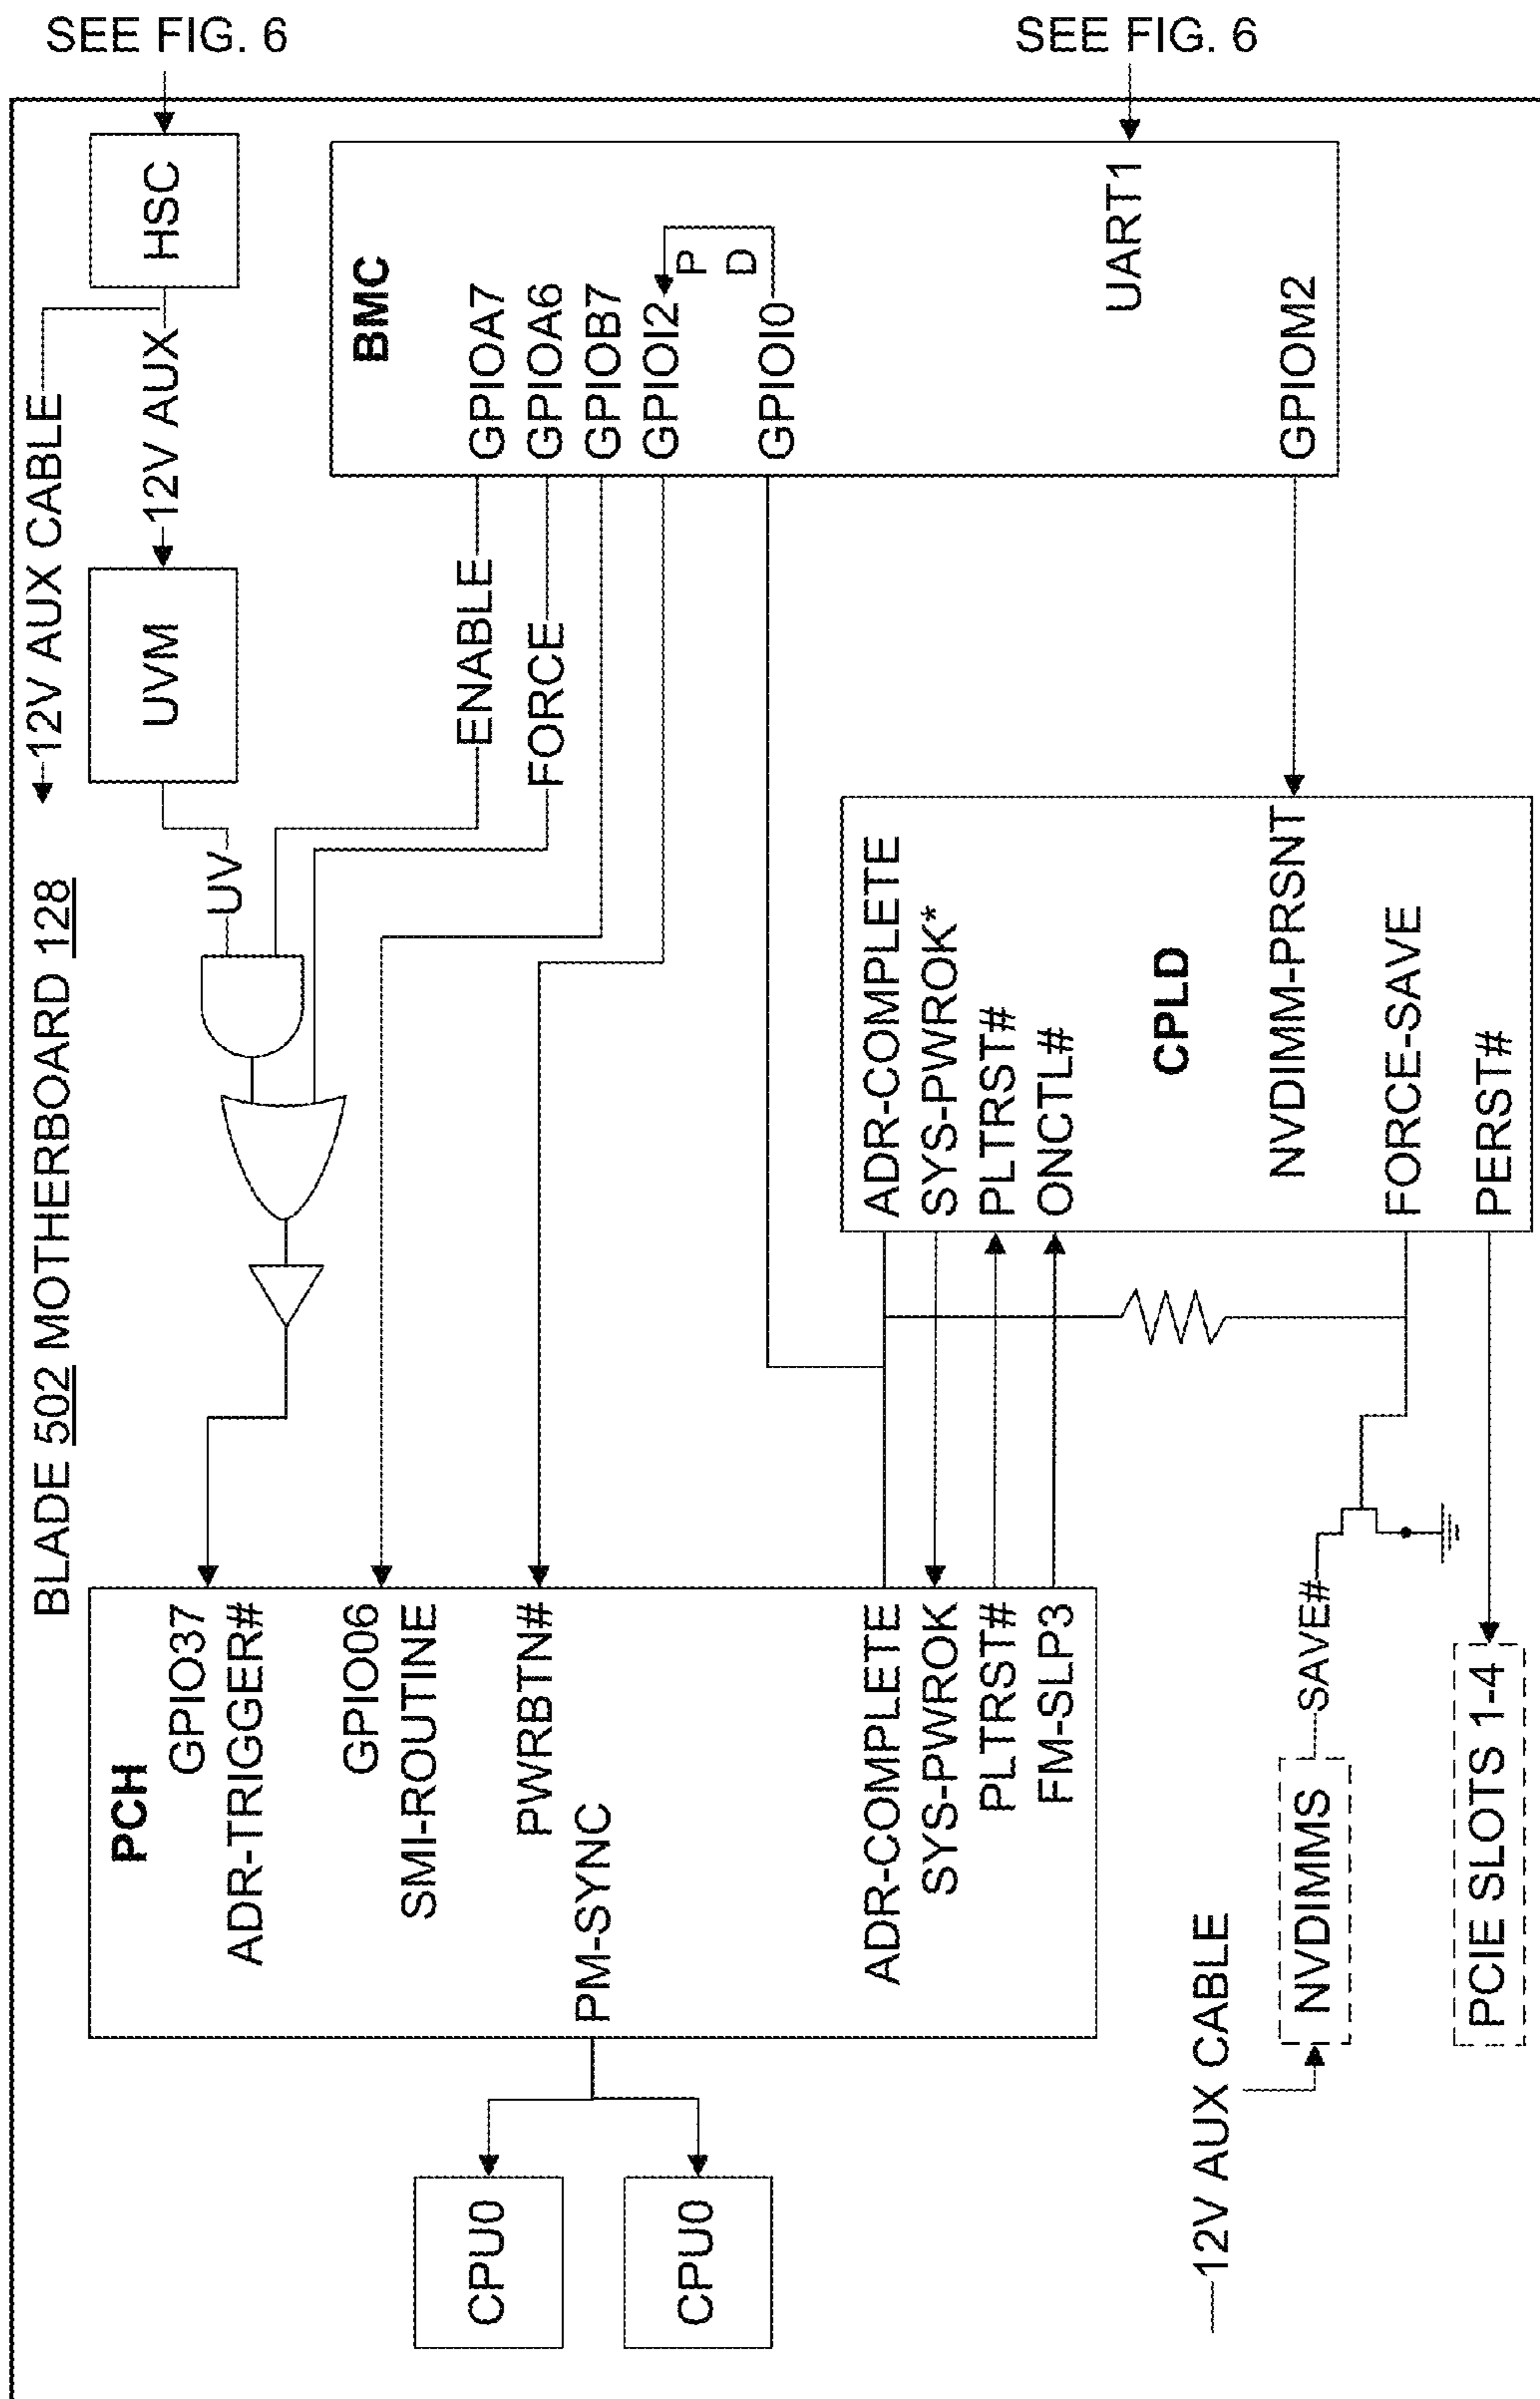 SEE FIG. 6
SEE FIG. 6
BLADE 502 MOTHERBOARD 128
12V AUX CABLE
HSC
12V AUX
UVM
UV
ENABLE
FORCE
BMC
GPIOA7
GPIOA6
GPIOB7
GPIOI2
P
D
GPIOI0
UART1
GPIOM2
PCH
GPIO37
ADR-TRIGGER#
GPIO06
SMI-ROUTINE
PWRBTN#
PM-SYNC
ADR-COMPLETE
SYS-PWROK
PLTRST#
FM-SLP3
CPU0
CPU0
ADR-COMPLETE
SYS-PWROK*
PLTRST#
ONCTL#
CPLD
NVDIMM-PRSNT
FORCE-SAVE
PERST#
12V AUX CABLE
NVDIMMS
SAVE#
PCIE SLOTS 1-4